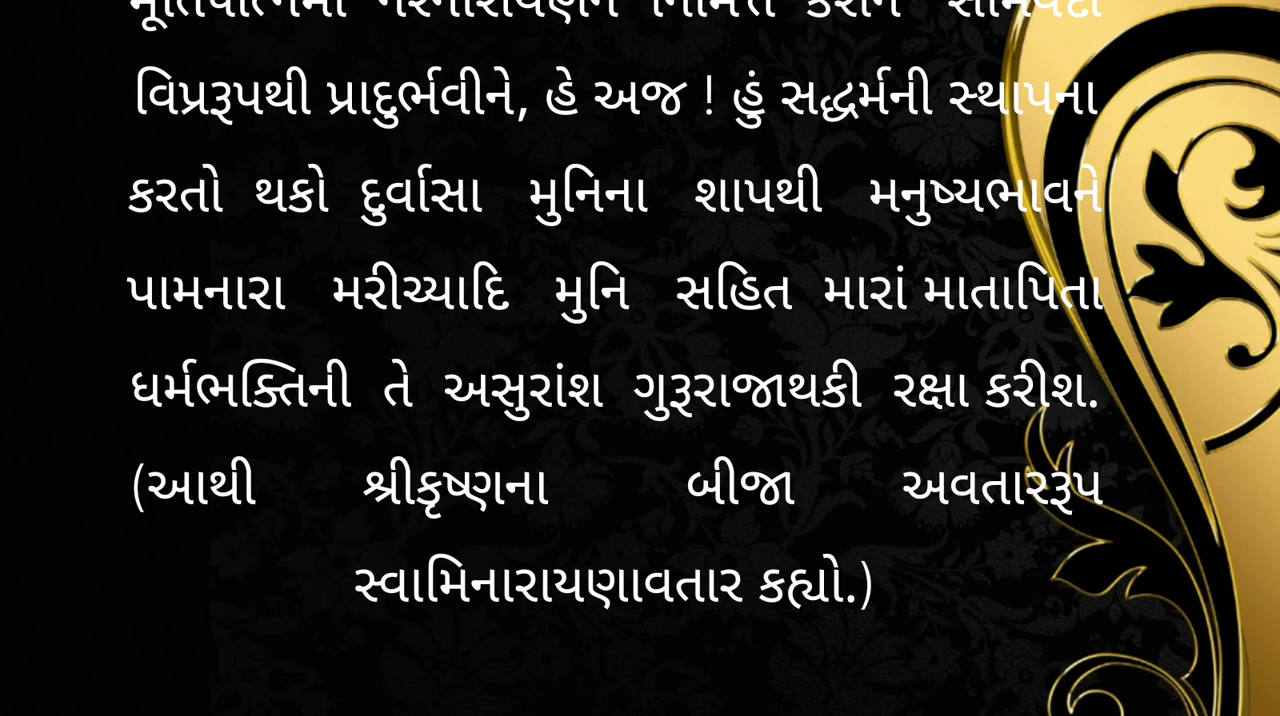 વિપ્રરૂપથી પ્રાદુર્ભવીને, હે અજ ! હું સદ્ધર્મની સ્થાપના
કરતો થકો દુર્વાસા મુનિના શાપથી મનુષ્યભાવને
પામનારા મરીચ્યાદિ મુનિ સહિત મારાં માતાપિતા
ધર્મભક્તિની તે અસુરાંશ ગુરૂરાજાથકી રક્ષા કરીશ.
(આથી શ્રીકૃષ્ણના બીજા અવતારરૂપ
સ્વામિનારાયણાવતાર કહ્યો.)